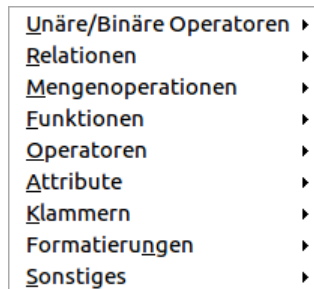 Unäre/Binäre Operatoren
Relationen
Mengenoperationen
Funktionen
Operatoren
Attribute
Klammern
Formatierungen
Sonstiges